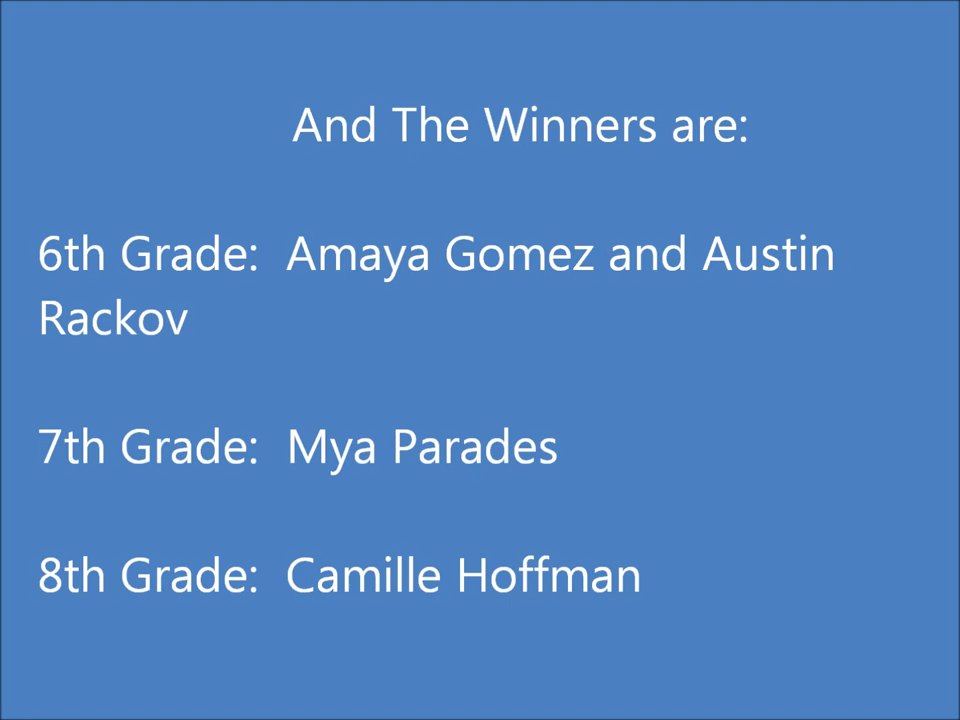 And The Winners are:
6th Grade:  Amaya Gomez and Austin
Rackov
7th Grade:  Mya Parades
8th Grade:  Camille Hoffman